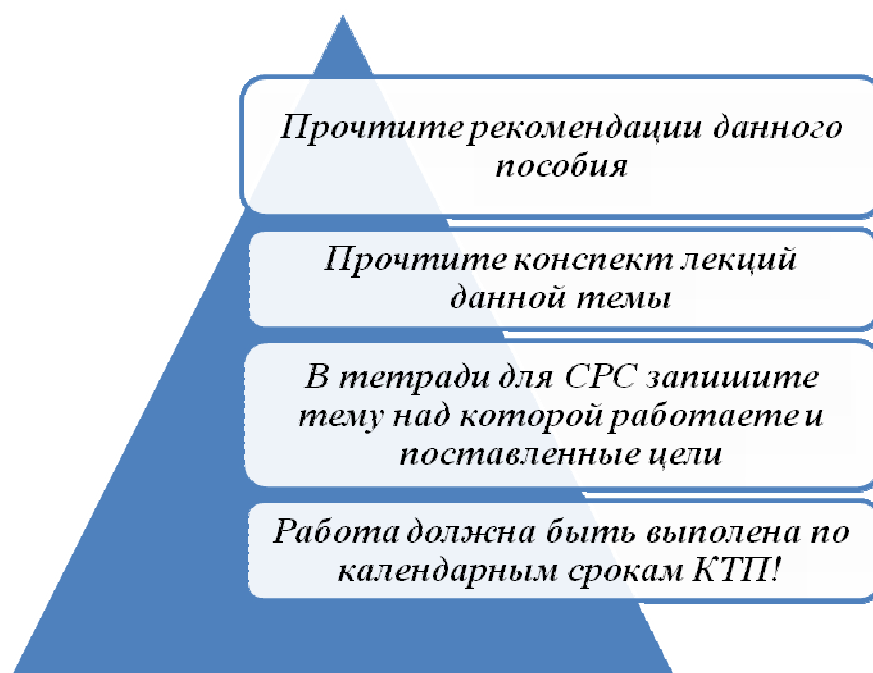 Прочтите рекомендации данного
пособия
Прочтите конспект лекций
данной темы
В тетради для СРС запишите
тему над которой работаете и
поставленные цели
Работа должна быть выполена по
календарным срокам КТП!